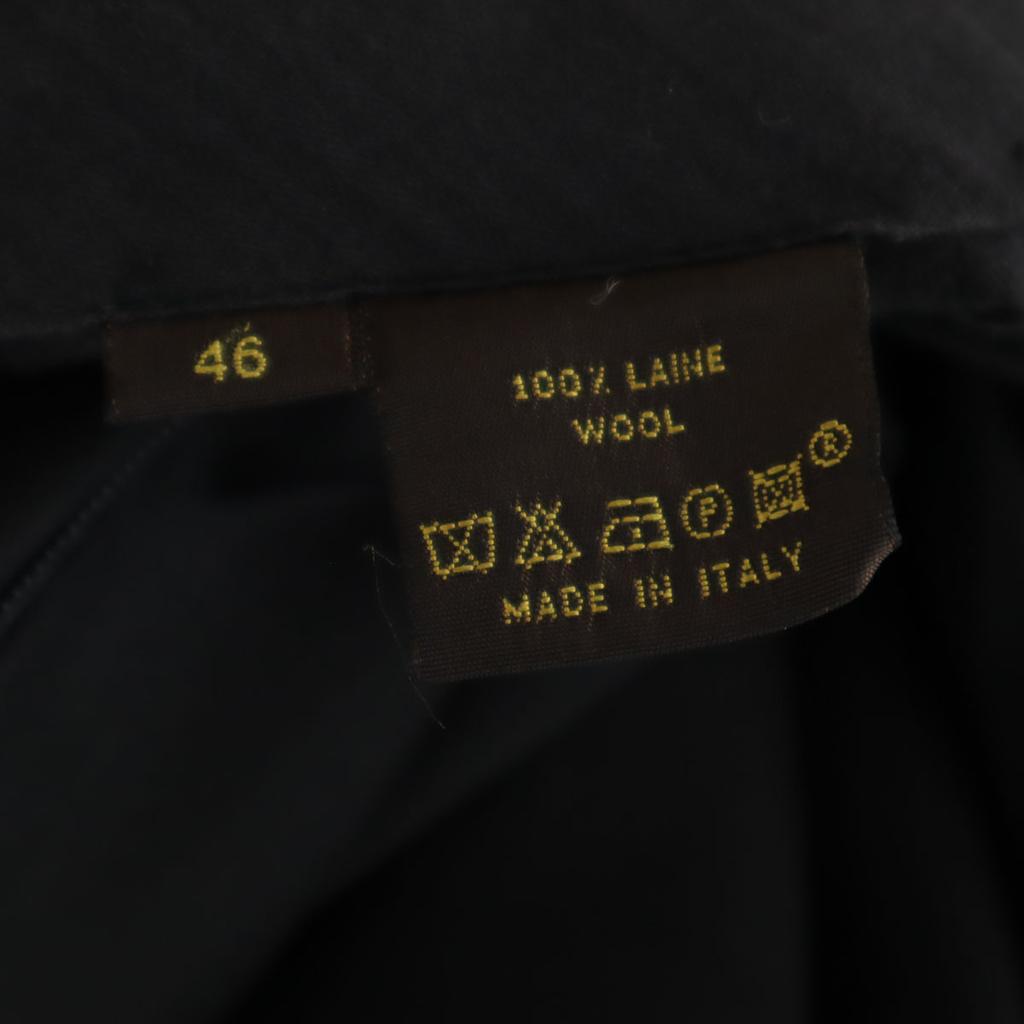 46
100% LAINE
WOOL
P ®
MADE IN ITALY